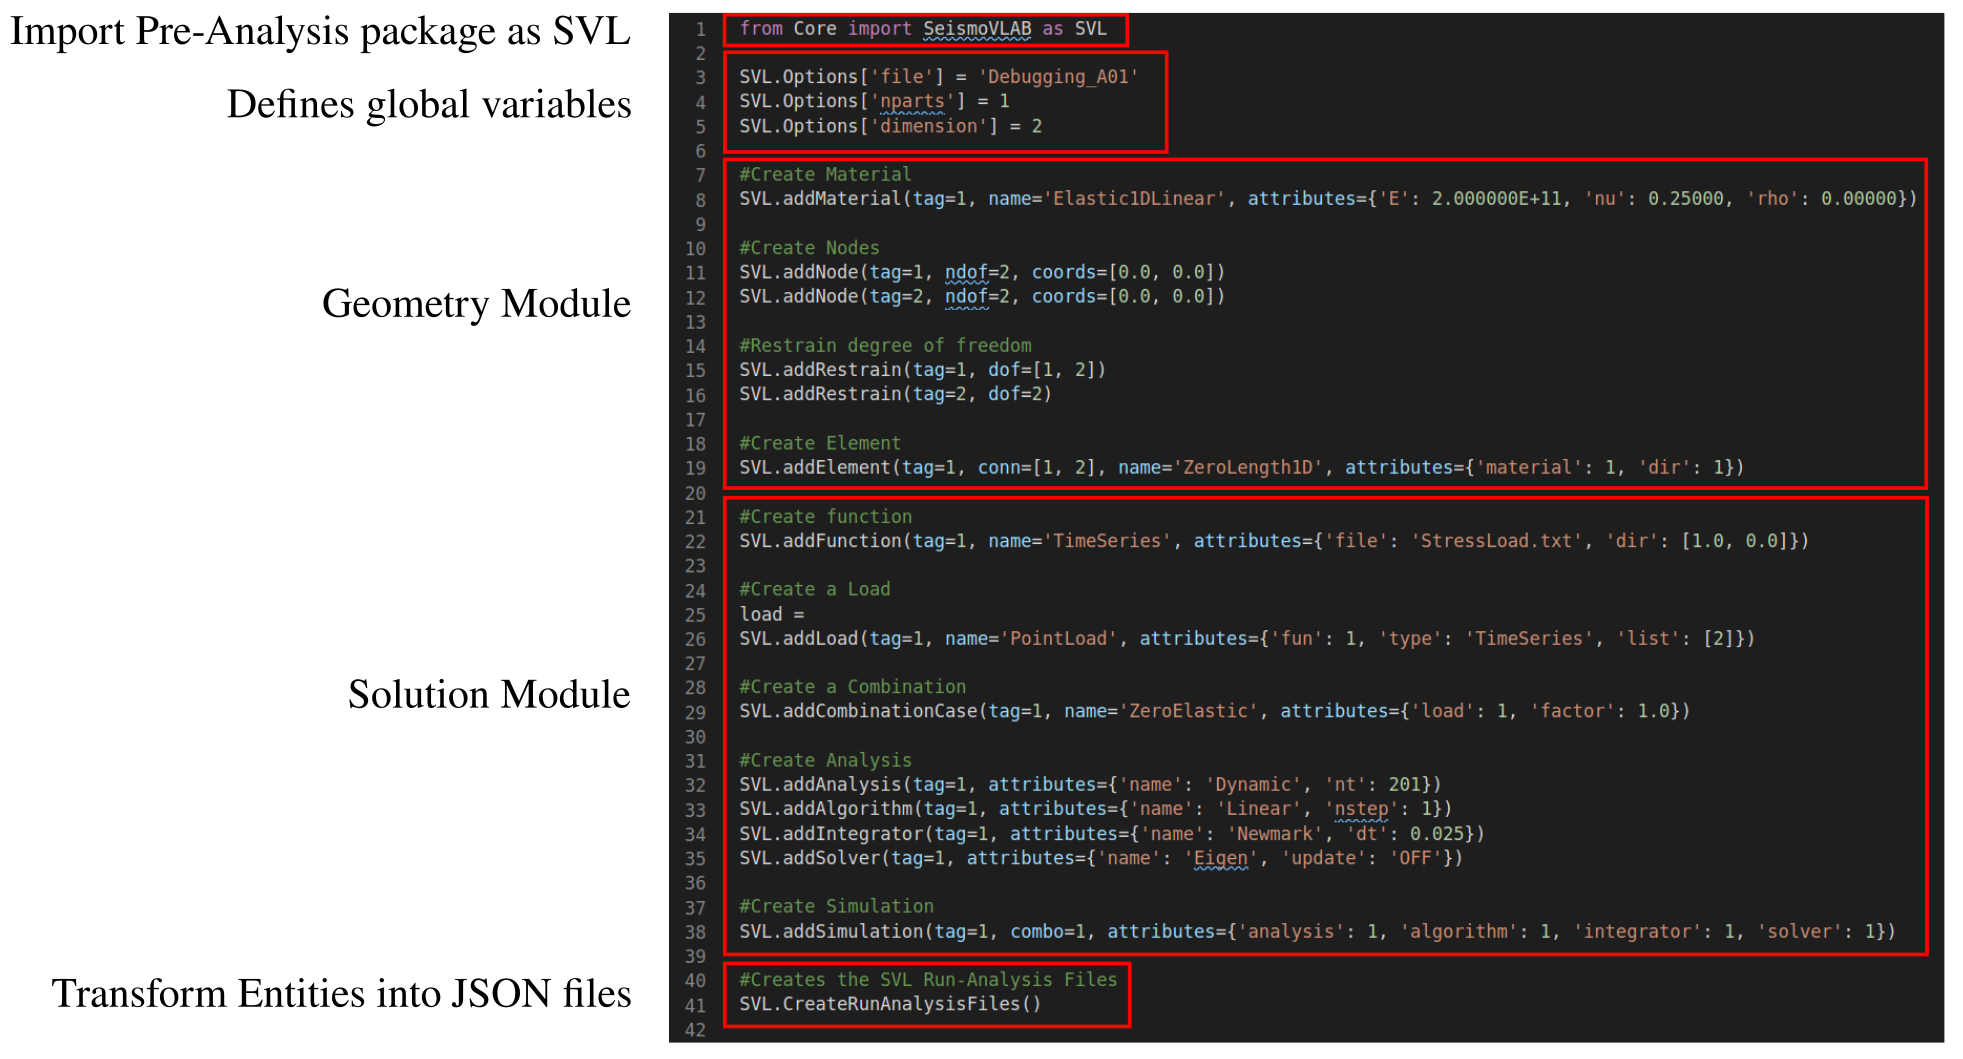 Import Pre-Analysis package as SVL
Defines global variables
Geometry Module
Solution Module
Transform Entities into JSON files
1 from Core import SeismoVLAB as SVL
2
3 SVL.Options['file'] = 'Debugging_A01'
4 SVL.Options['nparts'] = 1
5 SVL.Options['dimension'] = 2
6
7 #Create Material
8 SVL.addMaterial(tag=1, name='Elastic1DLinear', attributes={'E': 2.000000E+11, 'nu': 0.25000, 'rho': 0.00000})
9
10 #Create Nodes
11 SVL.addNode(tag=1, ndof=2, coords=[0.0, 0.0])
12 SVL.addNode(tag=2, ndof=2, coords=[0.0, 0.0])
13
14 #Restrain degree of freedom
15 SVL.addRestrain(tag=1, dof=[1, 2])
16 SVL.addRestrain(tag=2, dof=2)
17
18 #Create Element
19 SVL.addElement(tag=1, conn=[1, 2], name='ZeroLength1D', attributes={'material': 1, 'dir': 1})
20
21 #Create function
22 SVL.addFunction(tag=1, name='TimeSeries', attributes={'file': 'StressLoad.txt', 'dir': [1.0, 0.0]})
23
24 #Create a Load
25 load =
26 SVL.addLoad(tag=1, name='PointLoad', attributes={'fun': 1, 'type': 'TimeSeries', 'list': [2]})
27
28 #Create a Combination
29 SVL.addCombinationCase(tag=1, name='ZeroElastic', attributes={'load': 1, 'factor': 1.0})
30
31 #Create Analysis
32 SVL.addAnalysis(tag=1, attributes={'name': 'Dynamic', 'nt': 201})
33 SVL.addAlgorithm(tag=1, attributes={'name': 'Linear', 'nstep': 1})
34 SVL.addIntegrator(tag=1, attributes={'name': 'Newmark', 'dt': 0.025})
35 SVL.addSolver(tag=1, attributes={'name': 'Eigen', 'update': 'OFF'})
36
37 #Create Simulation
38 SVL.addSimulation(tag=1, combo=1, attributes={'analysis': 1, 'algorithm': 1, 'integrator': 1, 'solver': 1})
39
40 #Creates the SVL Run-Analysis Files
41 SVL.CreateRunAnalysisFiles()
42